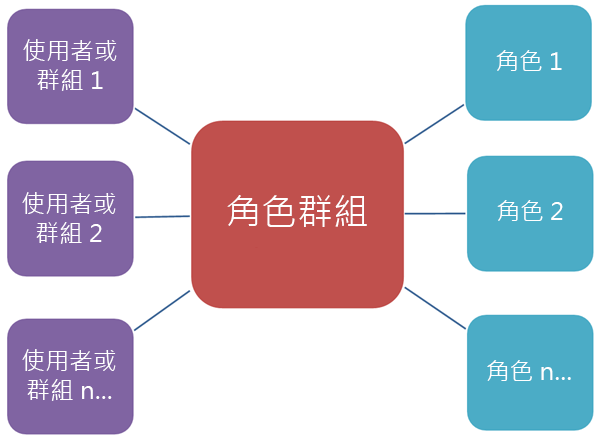 使用者或
群組 1
角色 1
角色群組
使用者或
群組 2
角色 2
使用者或
群組 n...
角色 n...